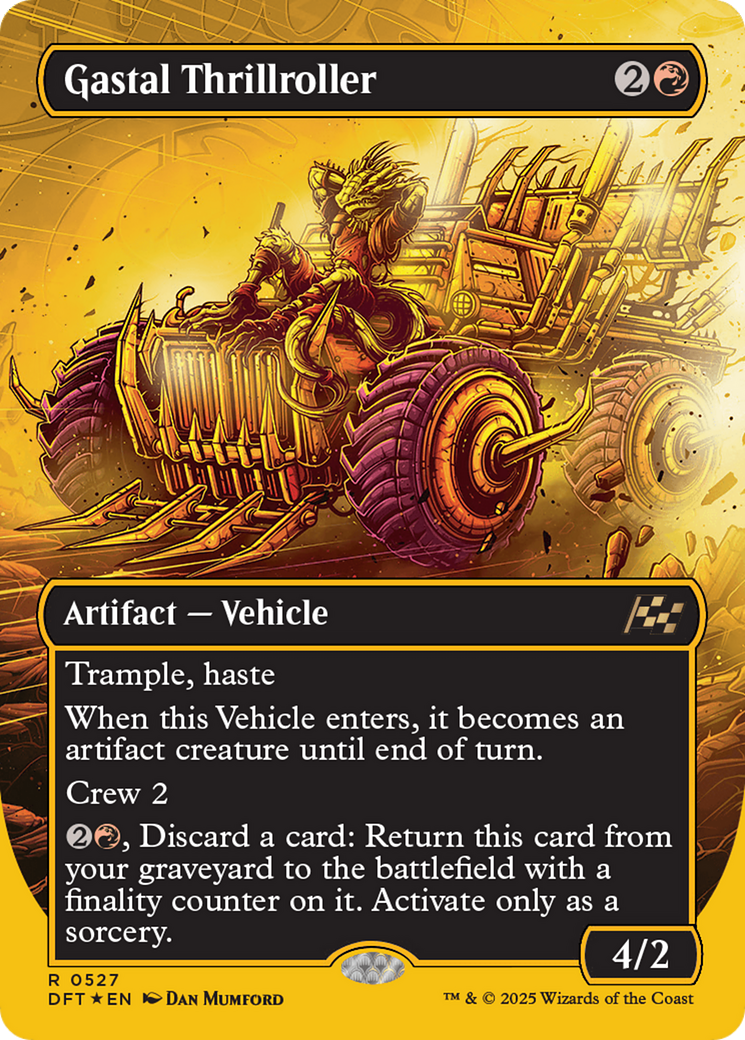 Gastal Thrillroller 2
Artifact — Vehicle
Trample, haste
When this Vehicle enters, it becomes an
artifact creature until end of turn.
Crew 2
2, Discard a card: Return this card from
your graveyard to the battlefield with a
finality counter on it. Activate only as a
sorcery.
4/2
R 0527
DFT ★ EN DAN MUMFORD
™ & © 2025 Wizards of the Coast